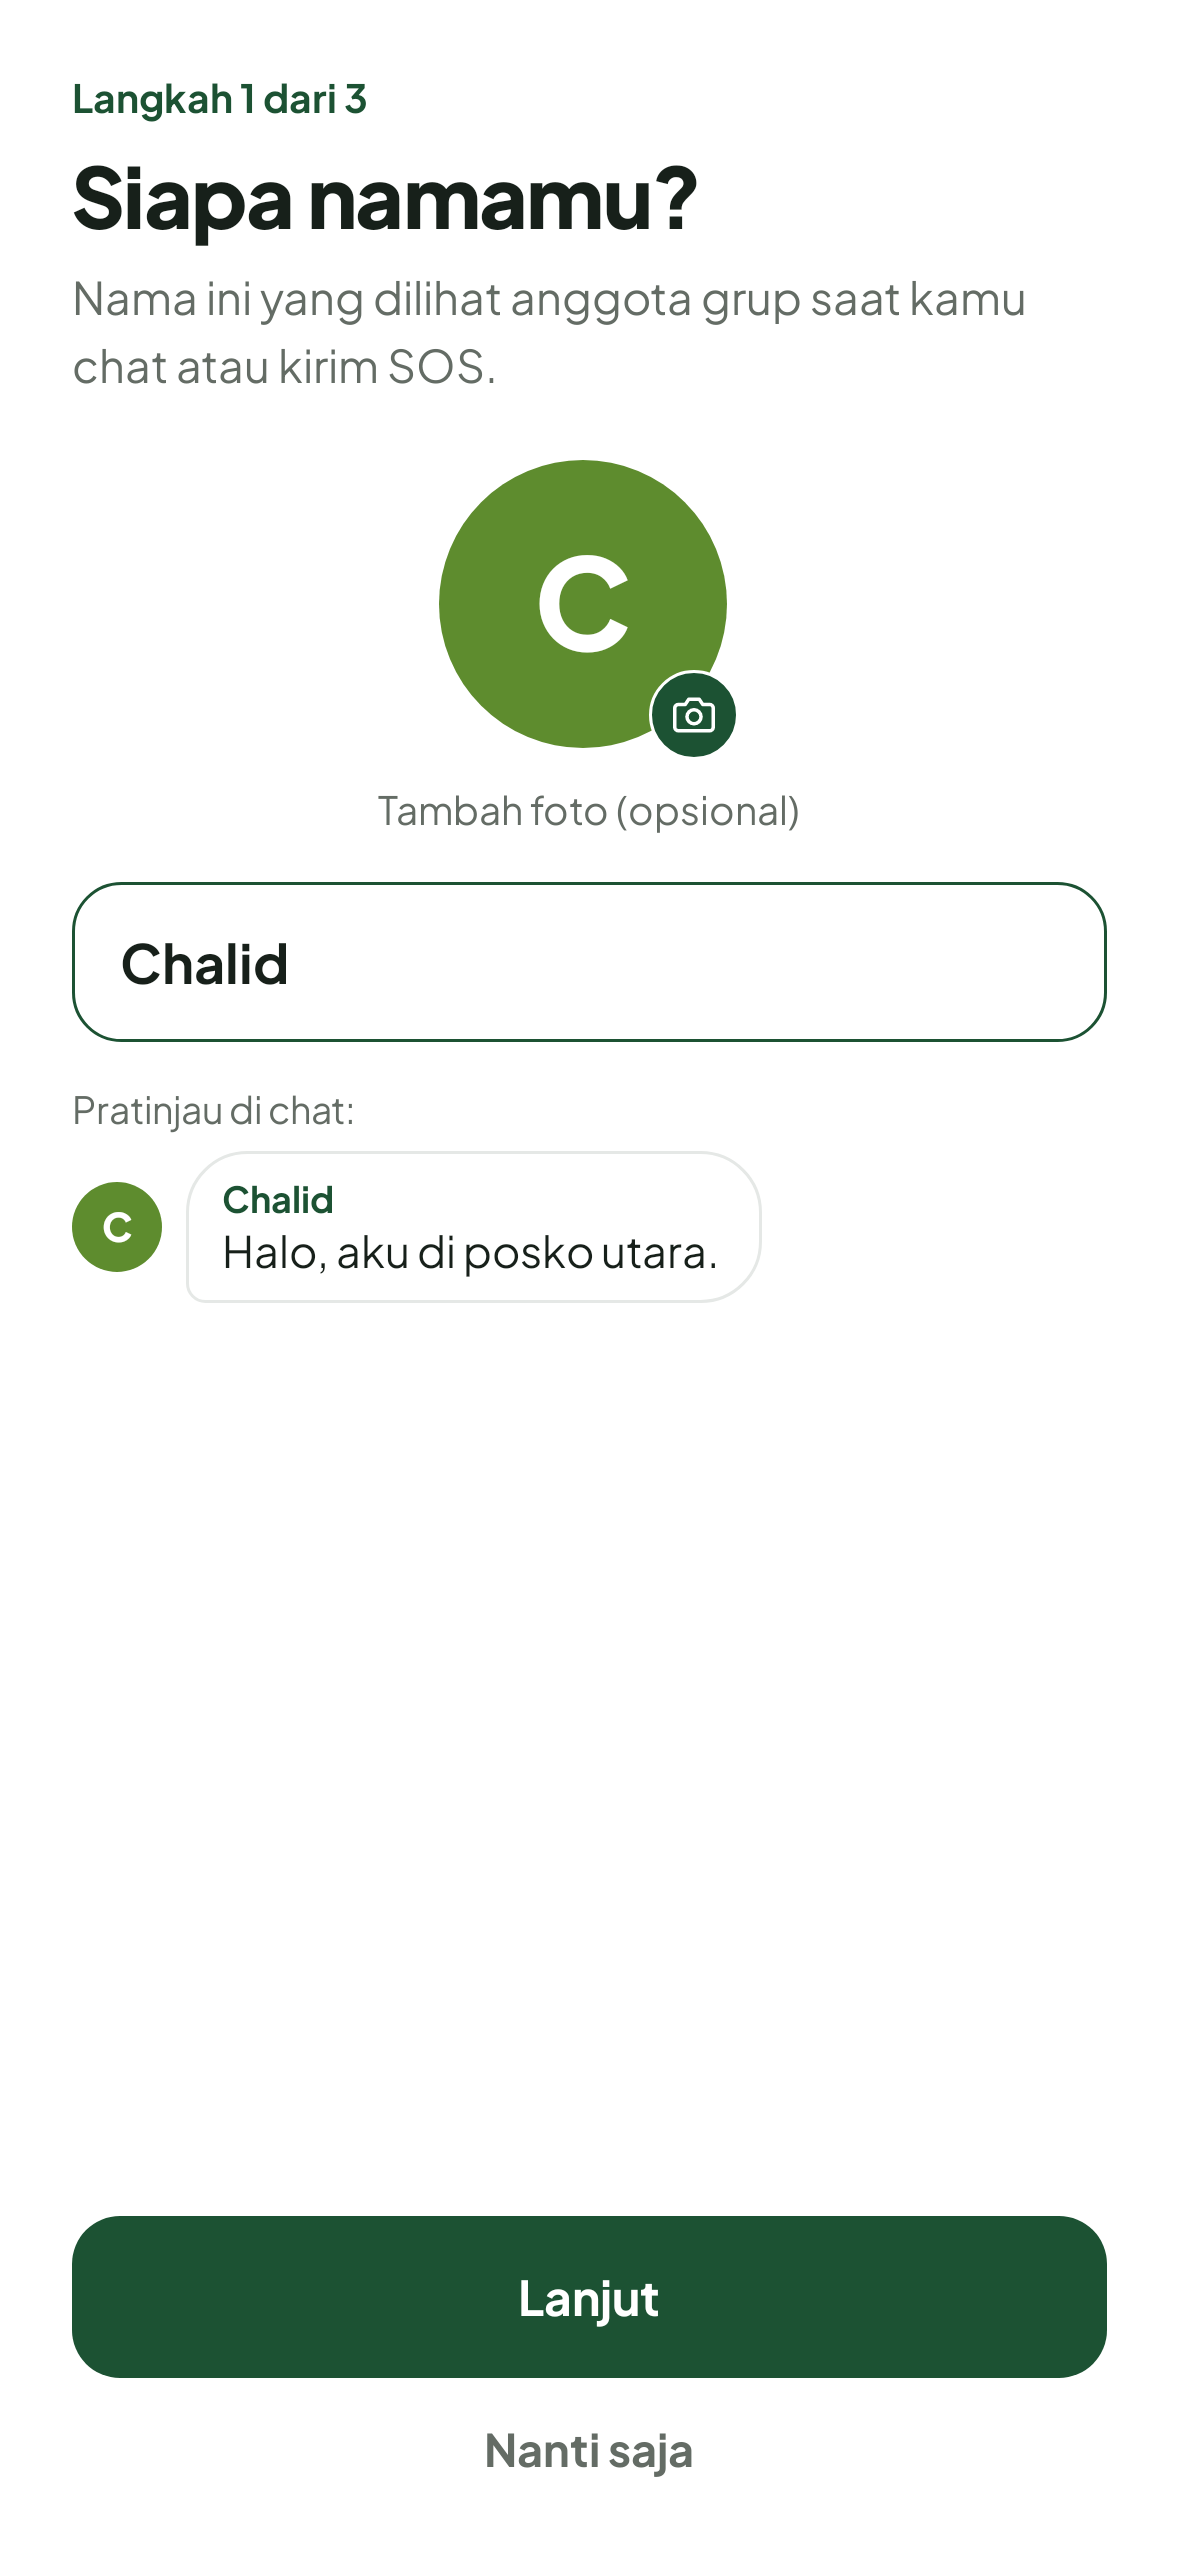 Langkah 1 dari 3
Siapa namamu?
Nama ini yang dilihat anggota grup saat kamu
chat atau kirim SOS.
C
Tambah foto (opsional)
Chalid
Pratinjau di chat:
C
Chalid
Halo, aku di posko utara.
Lanjut
Nanti saja